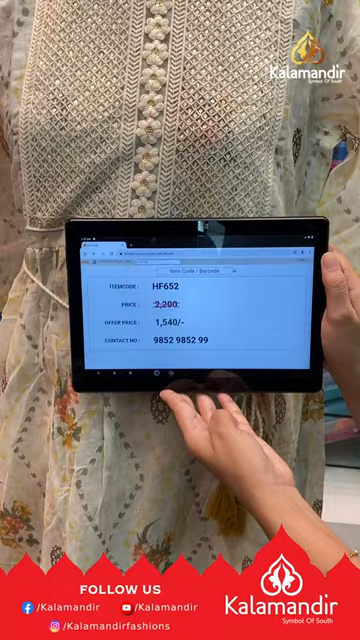 Kalamandir
Symbol Of South
Item Code / Barcode
ITEMCODE : HF652
PRICE : 2,200
OFFER PRICE : 1,540/-
CONTACT NO : 9852 9852 99
FOLLOW US
/Kalamandir /Kalamandir
/Kalamandirfashions
Kalamandir
Symbol Of South